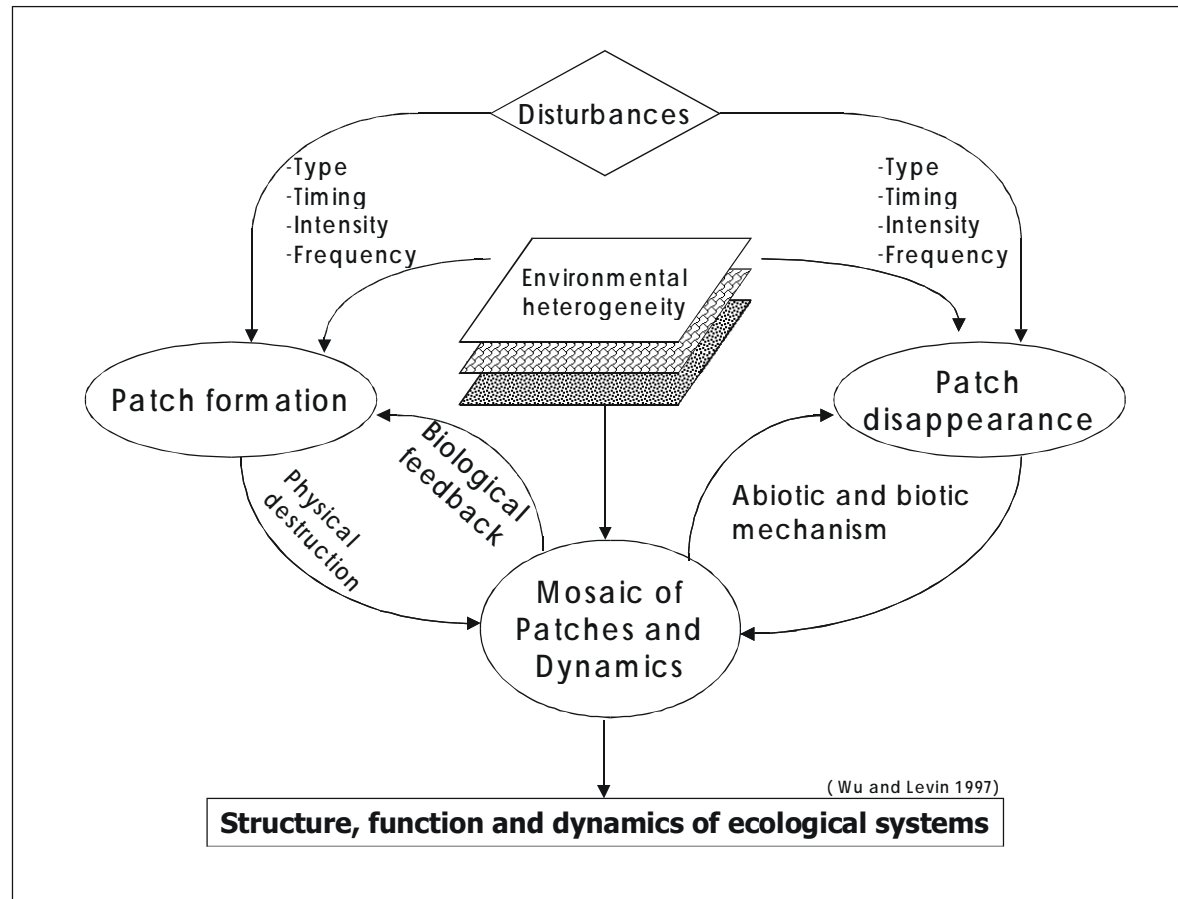 Disturbances
-Type
-Timing
-Intensity
-Frequency
-Type
-Timing
-Intensity
-Frequency
Environmental
heterogeneity
Patch formation
Patch
disappearance
Biological
feedback
Physical
destruction
Abiotic and biotic
mechanism
Mosaic of
Patches and
Dynamics
( Wu and Levin 1997)
Structure, function and dynamics of ecological systems